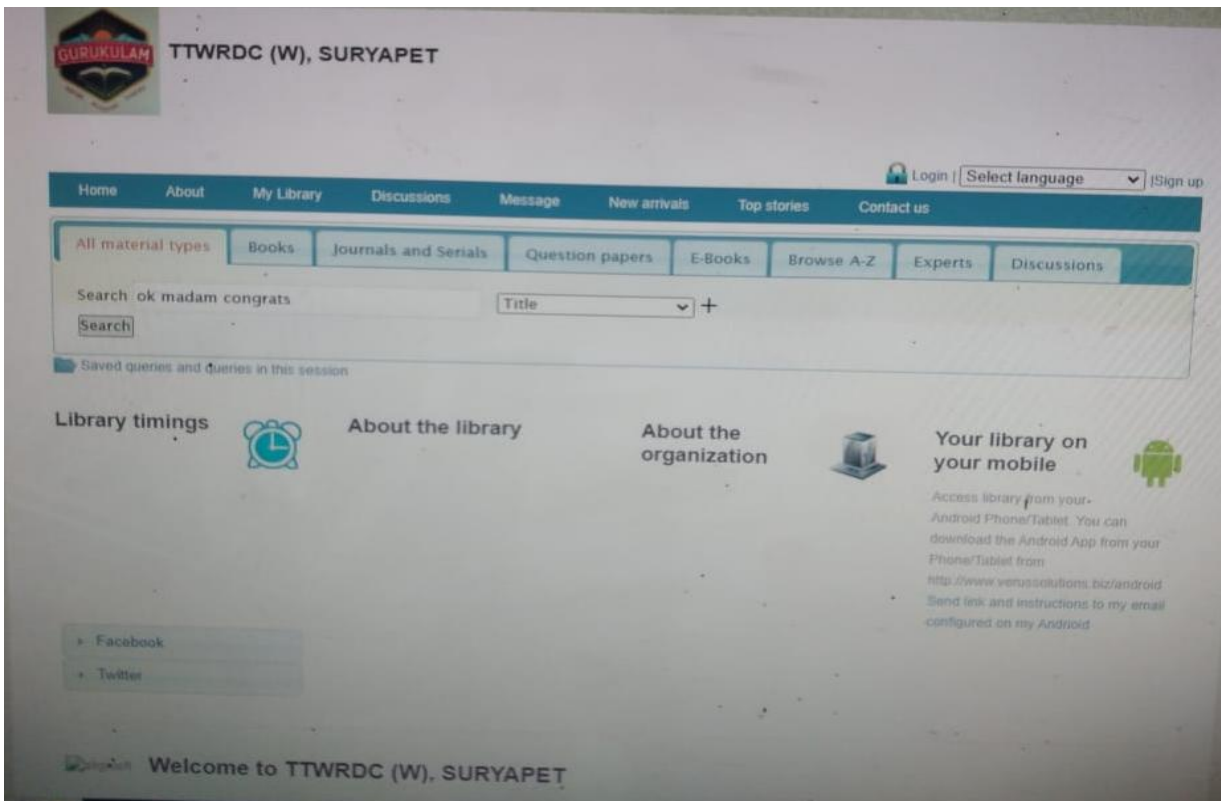 GURUKULAM
TTWRDC (W), SURYAPET
Login | Select language |Sign up
Home About My Library Discussions Message New arrivals Top stories Contact us
All material types Books Journals and Serials Question papers E-Books Browse A-Z Experts Discussions
Search ok madam congrats Title +
Search
Saved queries and queries in this session
Library timings
About the library
About the
organization
Your library on
your mobile
Access library from your
Android Phone/Tablet. You can
download the Android App from your
Phone/Tablet from
http://www.verussolutions.biz/android
Send link and instructions to my email
configured on my Andriod
Facebook
Twitter
Welcome to TTWRDC (W). SURYAPET